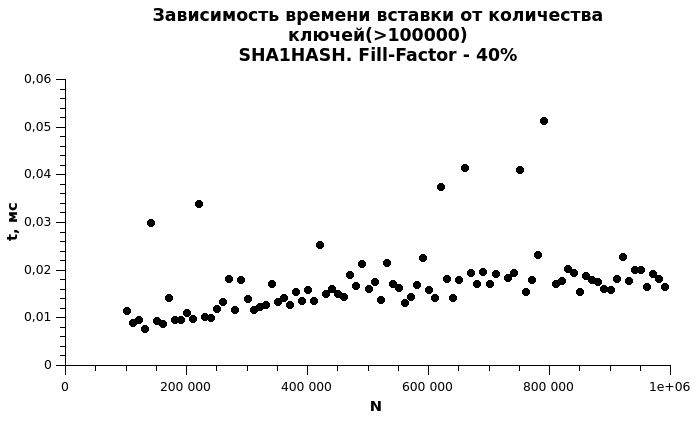 Зависимость времени вставки от количества
ключей(>100000)
SHA1HASH. Fill-Factor - 40%
0,06
0,05
0,04
0,03
0,02
0,01
0
t, мс
0 200 000 400 000 600 000 800 000 1e+06
N